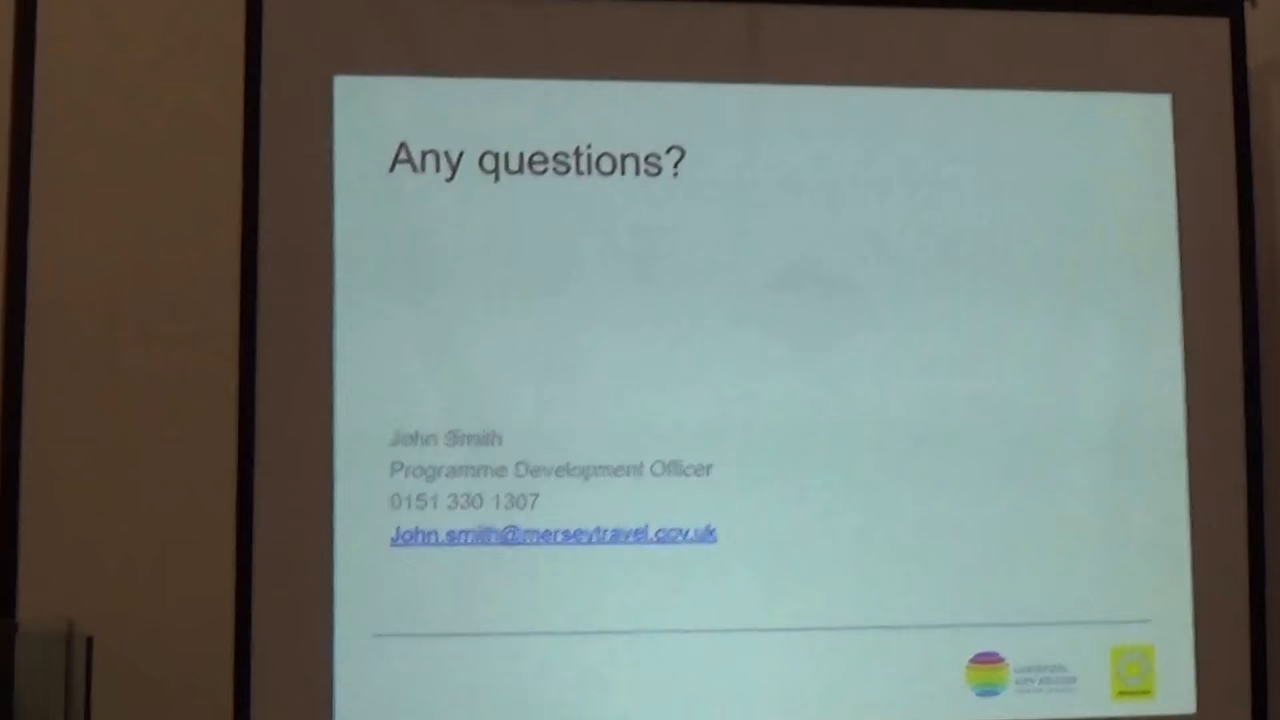 Any questions?
John Smith
Programme Development Officer
0151 330 1307
John.smith@merseytravel.gov.uk